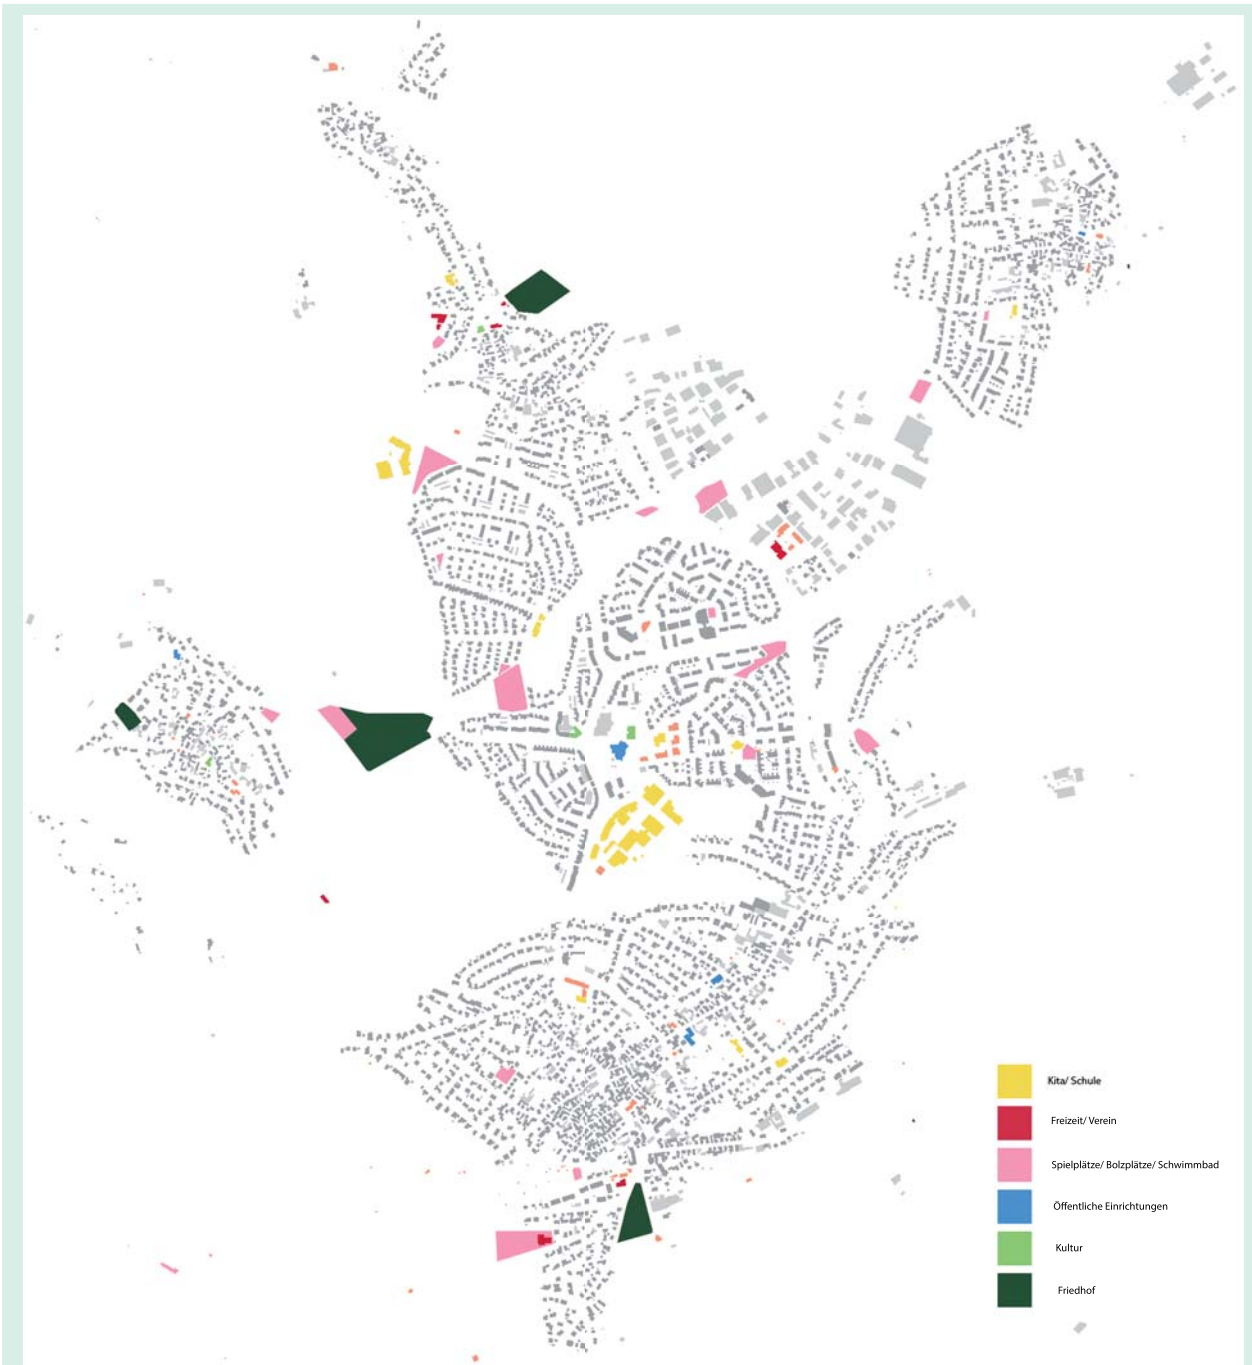 Kita/ Schule
Freizeit/ Verein
Spielplätze/ Bolzplätze/ Schwimmbad
Öffentliche Einrichtungen
Kultur
Friedhof